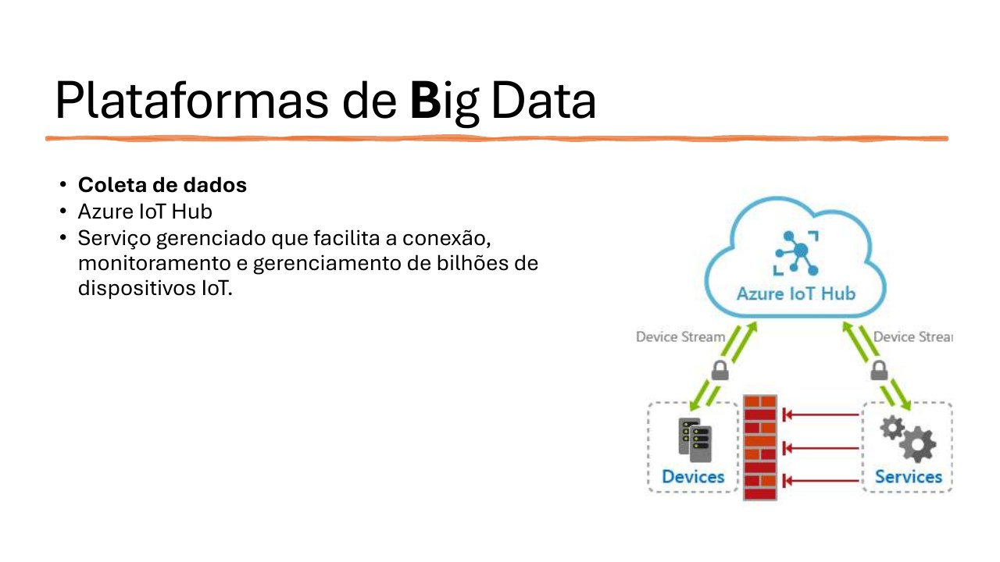 Plataformas de Big Data
• Coleta de dados
• Azure IoT Hub
• Serviço gerenciado que facilita a conexão,
monitoramento e gerenciamento de bilhões de
dispositivos IoT.
Azure IoT Hub
Device Stream
Device Strea
Devices
Services